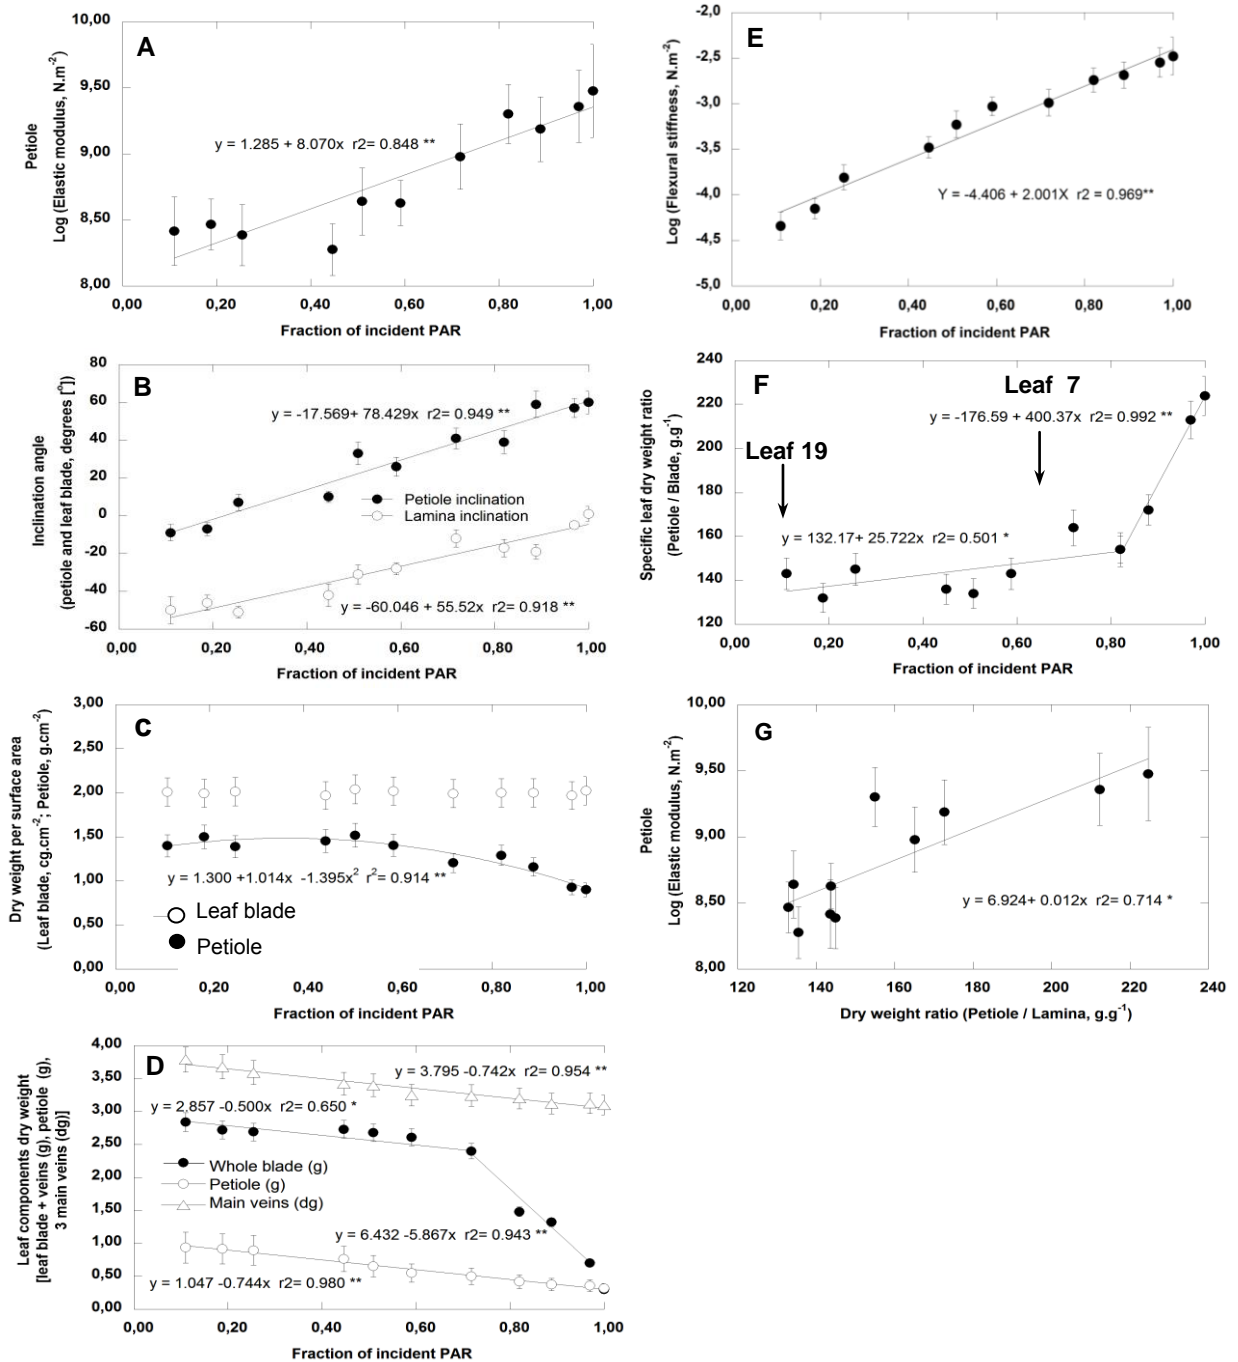 A
10,00
9,50
9,00
8,50
8,00
Petiole
Log (Elastic modulus, N.m-2)
y = 1.285 + 8.070x  r2= 0.848 **
0,00 0,20 0,40 0,60 0,80 1,00
Fraction of incident PAR
E
-2,0
-2,5
-3,0
-3,5
-4,0
-4,5
-5,0
Log (Flexural stiffness, N.m-2)
Y = -4.406 + 2.001X  r2 = 0.969**
0,00 0,20 0,40 0,60 0,80 1,00
Fraction of incident PAR
B
80
60
40
20
0
-20
-40
-60
Inclination angle
(petiole and leaf blade, degrees [°])
y = -17.569+ 78.429x  r2= 0.949 **
Petiole inclination
Lamina inclination
y = -60.046 + 55.52x  r2= 0.918 **
0,00 0,20 0,40 0,60 0,80 1,00
Fraction of incident PAR
F
240
220
200
180
160
140
120
Specific leaf dry weight ratio
(Petiole / Blade, g.g-1)
Leaf 7
y = -176.59 + 400.37x  r2= 0.992 **
Leaf 19
y = 132.17+ 25.722x  r2= 0.501 *
0,00 0,20 0,40 0,60 0,80 1,00
Fraction of incident PAR
C
3,00
2,50
2,00
1,50
1,00
0,50
0,00
Dry weight per surface area
(Leaf blade, cg.cm-2; Petiole, g.cm-2)
y = 1.300 +1.014x  -1.395x2  r2= 0.914 **
Leaf blade
Petiole
0,00 0,20 0,40 0,60 0,80 1,00
Fraction of incident PAR
G
10,00
9,50
9,00
8,50
8,00
Petiole
Log (Elastic modulus, N.m-2)
y = 6.924+ 0.012x  r2= 0.714 *
120 140 160 180 200 220 240
Dry weight ratio (Petiole / Lamina, g.g-1)
D
4,00
3,50
3,00
2,50
2,00
1,50
1,00
0,50
0,00
Leaf components dry weight
[leaf blade + veins (g), petiole (g),
3 main veins (dg)]
y = 3.795 -0.742x  r2= 0.954 **
y = 2.857 -0.500x  r2= 0.650 *
Whole blade (g)
Petiole (g)
Main veins (dg)
y = 6.432 -5.867x  r2= 0.943 **
y = 1.047 -0.744x  r2= 0.980 **
0,00 0,20 0,40 0,60 0,80 1,00
Fraction of incident PAR